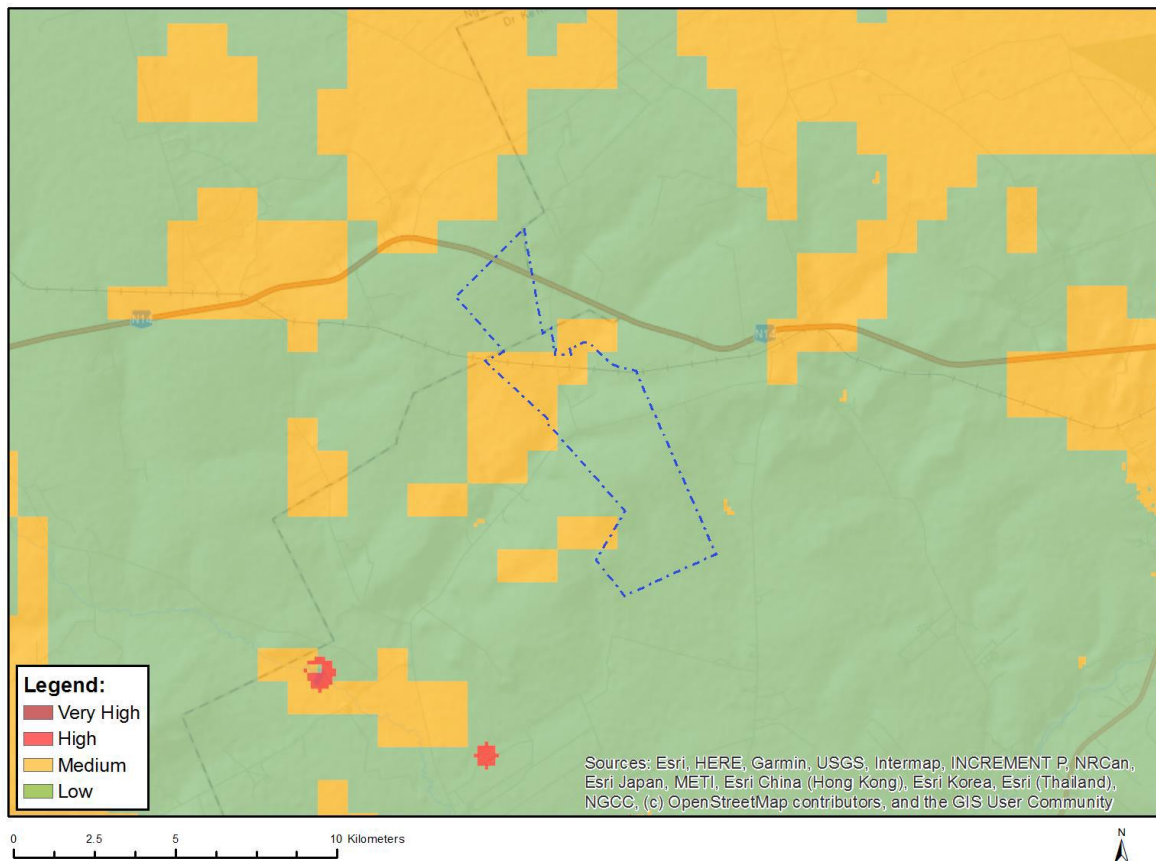 Legend:
Very High
High
Medium
Low
Sources: Esri, HERE, Garmin, USGS, Intermap, INCREMENT P, NRCan,
Esri Japan, METI, Esri China (Hong Kong), Esri Korea, Esri (Thailand),
NGCC, (c) OpenStreetMap contributors, and the GIS User Community
0 2.5 5 10 Kilometers
N